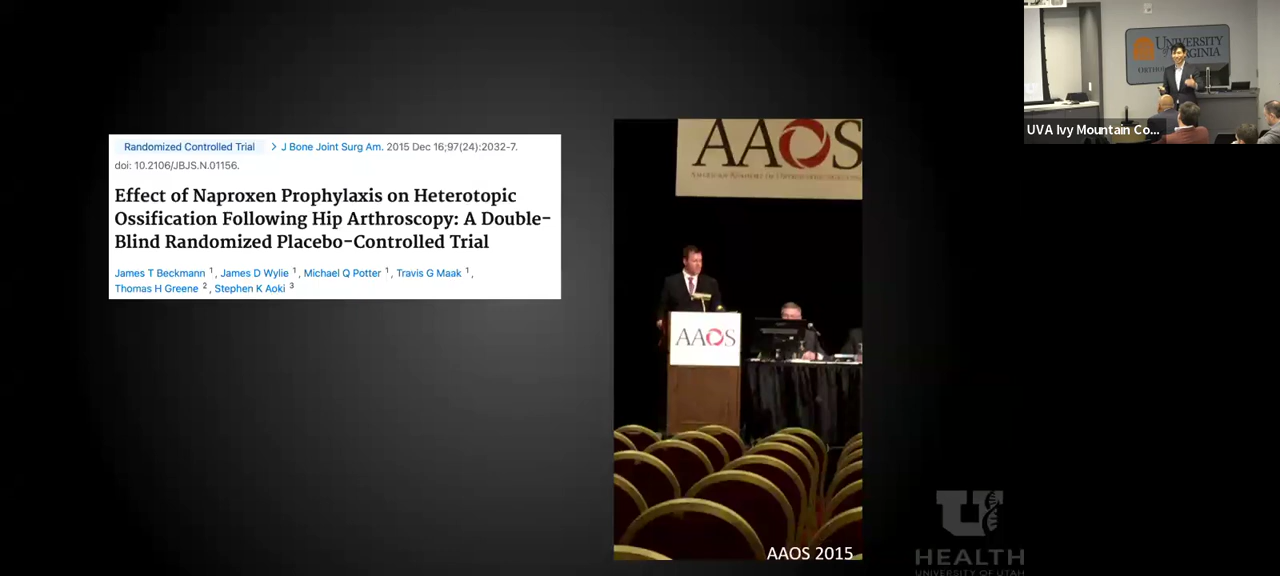 Randomized Controlled Trial > J Bone Joint Surg Am. 2015 Dec 16;97(24):2032-7.
doi: 10.2106/JBJS.N.01156.
Effect of Naproxen Prophylaxis on Heterotopic
Ossification Following Hip Arthroscopy: A Double-
Blind Randomized Placebo-Controlled Trial
James T Beckmann 1, James D Wylie 1, Michael Q Potter 1, Travis G Maak 1,
Thomas H Greene 2, Stephen K Aoki 3
AAOS
AAOS
AAOS 2015
U
HEALTH
UNIVERSITY OF UTAH
UNIVERSITY
VIRGINIA
UVA Ivy Mountain Co...